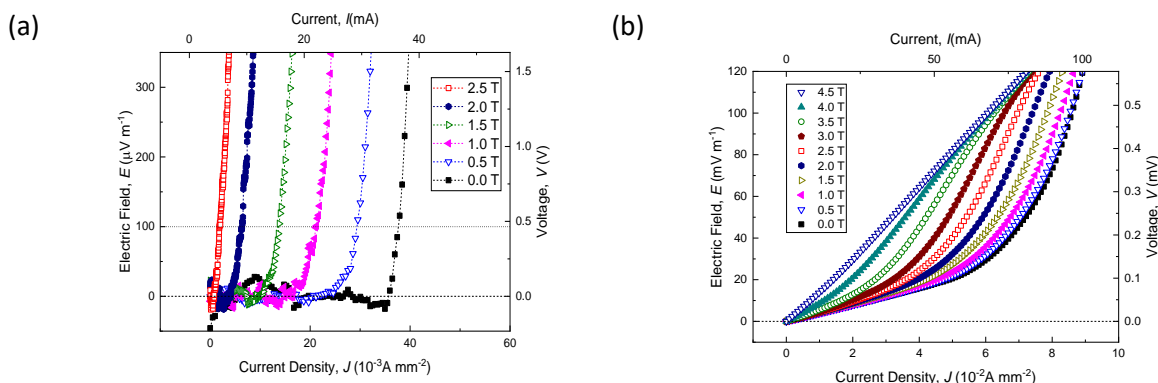 (a)
Current, I(mA)
0 20 40
Electric Field, E (µV m⁻¹)
300
200
100
0
2.5 T
2.0 T
1.5 T
1.0 T
0.5 T
0.0 T
1.5
1.0
0.5
0.0
Voltage, V (V)
0 20 40 60
Current Density, J (10⁻³A mm⁻²)
(b)
Current, I(mA)
0 50 100
Electric Field, E (mV m⁻¹)
120
100
80
60
40
20
0
4.5 T
4.0 T
3.5 T
3.0 T
2.5 T
2.0 T
1.5 T
1.0 T
0.5 T
0.0 T
0.5
0.4
0.3
0.2
0.1
0.0
Voltage, V (mV)
0 2 4 6 8 10
Current Density, J (10⁻²A mm⁻²)